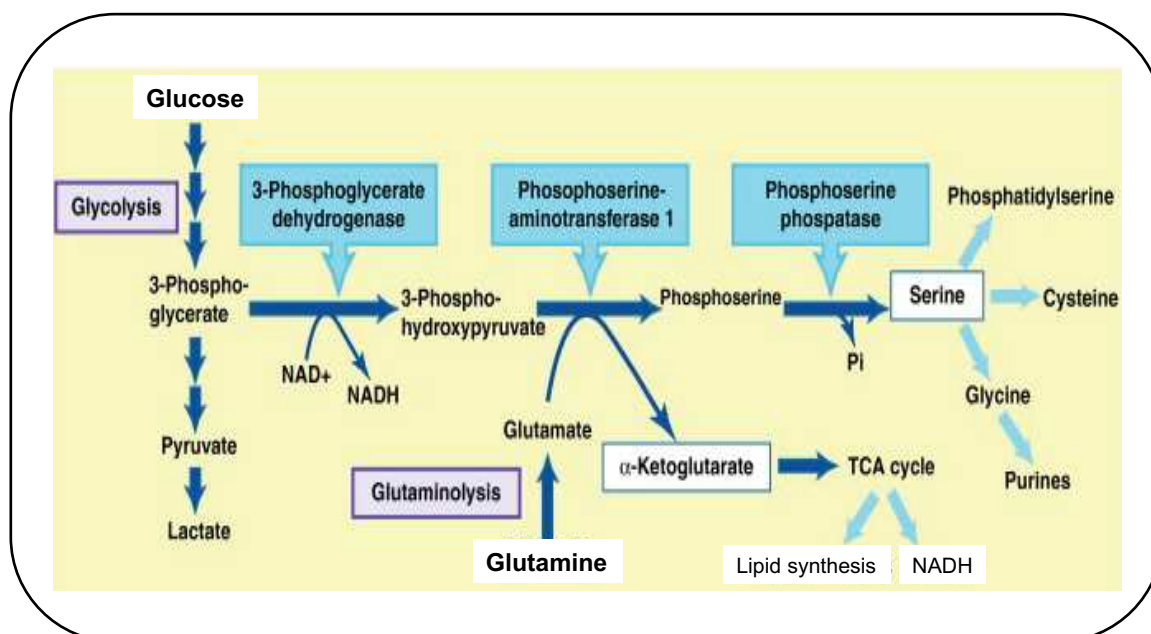 Glucose
Glycolysis
3-Phosphoglycerate
dehydrogenase
Phosophoserine-
aminotransferase 1
Phosphoserine
phospatase
Phosphatidylserine
3-Phospho-
glycerate
3-Phospho-
hydroxypyruvate
Phosphoserine
Serine
Cysteine
NAD+
NADH
Pi
Glycine
Pyruvate
Glutamate
α-Ketoglutarate
TCA cycle
Purines
Glutaminolysis
Lactate
Glutamine
Lipid synthesis
NADH